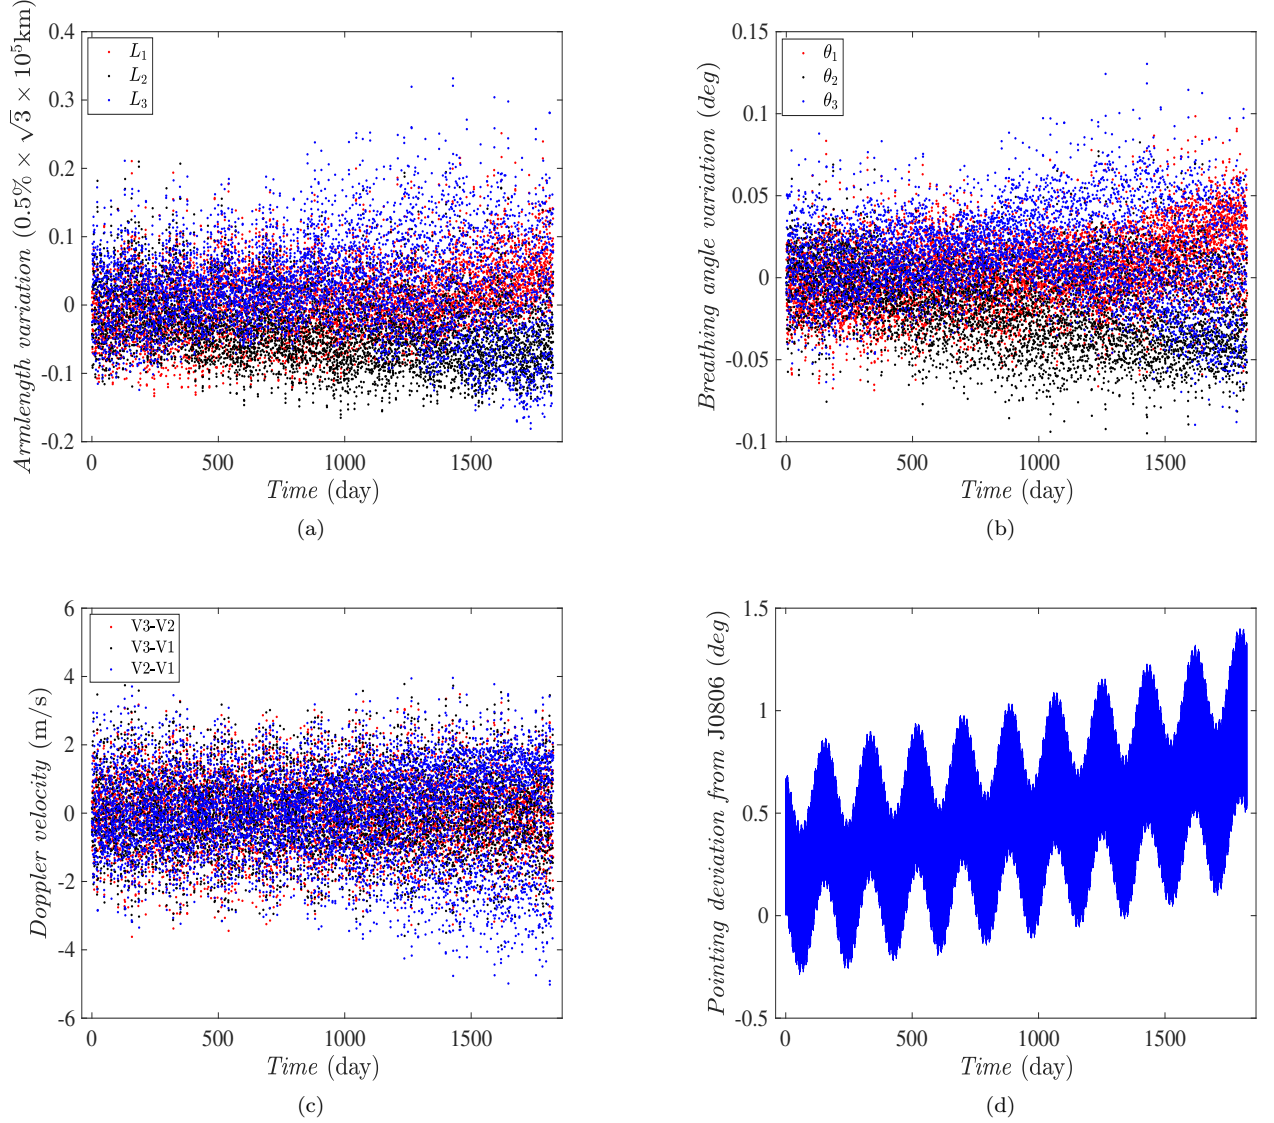 Armlength variation (0.5% × √3 × 10⁵km)
0.4
0.3
0.2
0.1
0
-0.1
-0.2
L₁
L₂
L₃
0 500 1000 1500
Time (day)
(a)
Breathing angle variation (deg)
0.15
0.1
0.05
0
-0.05
-0.1
θ₁
θ₂
θ₃
0 500 1000 1500
Time (day)
(b)
Doppler velocity (m/s)
6
4
2
0
-2
-4
-6
V3-V2
V3-V1
V2-V1
0 500 1000 1500
Time (day)
(c)
Pointing deviation from J0806 (deg)
1.5
1
0.5
0
-0.5
0 500 1000 1500
Time (day)
(d)